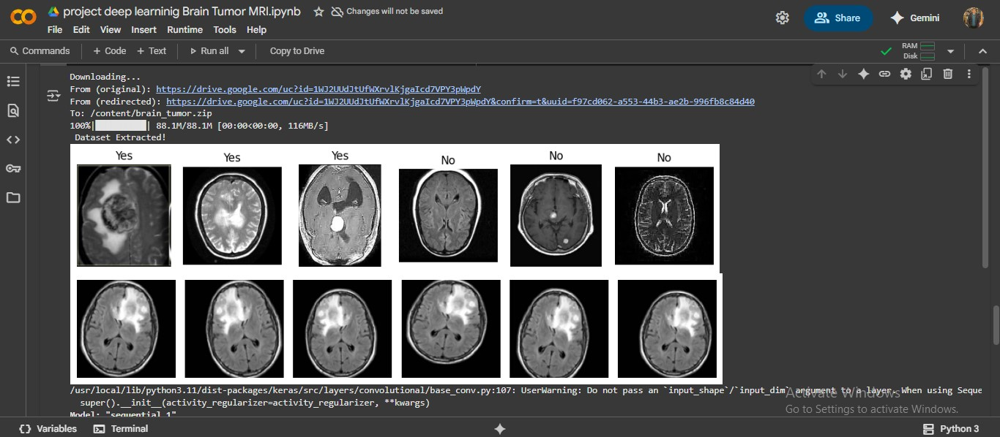 project deep learninig Brain Tumor MRI.ipynb
Changes will not be saved
File Edit View Insert Runtime Tools Help
Share
Gemini
Commands
+ Code + Text
Run all
Copy to Drive
RAM
Disk
Downloading...
From (original): https://drive.google.com/uc?id=1WJ2UUdJtUfWXrvlKjgaIcd7VPY3pWpdY
From (redirected): https://drive.google.com/uc?id=1WJ2UUdJtUfWXrvlKjgaIcd7VPY3pWpdY&confirm=t&uuid=f97cd062-a553-44b3-ae2b-996fb8c84d40
To: /content/brain_tumor.zip
100%| | 88.1M/88.1M [00:00<00:00, 116MB/s]
Dataset Extracted!
Yes Yes Yes No No No
/usr/local/lib/python3.11/dist-packages/keras/src/layers/convolutional/base_conv.py:107: UserWarning: Do not pass an `input_shape`/`input_dim` argument to a layer. When using Seque
super().__init__(activity_regularizer=activity_regularizer, **kwargs)
Model: "sequential_1"
Activate Windows
Go to Settings to activate Windows.
Variables
Terminal
Python 3